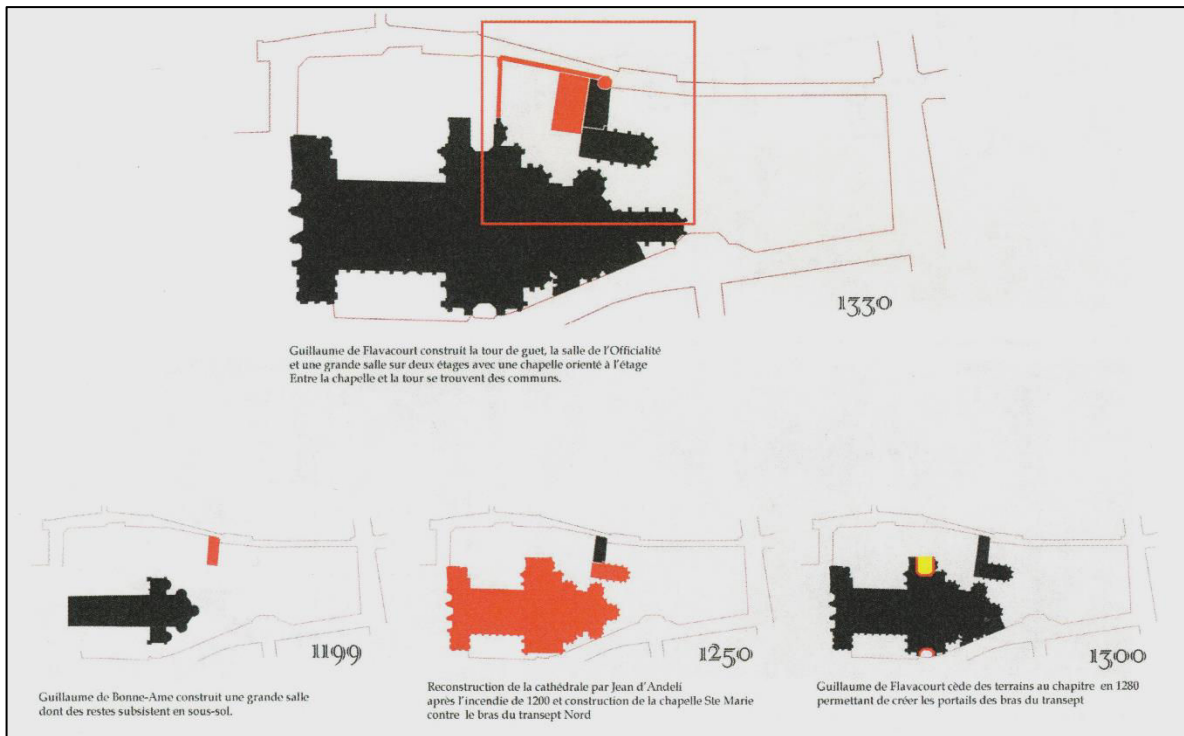 1330
Guillaume de Flavacourt construit la tour de guet, la salle de l'Officialité
et une grande salle sur deux étages avec une chapelle orienté à l'étage
Entre la chapelle et la tour se trouvent des communs.
1199
Guillaume de Bonne-Ame construit une grande salle
dont des restes subsistent en sous-sol.
1250
Reconstruction de la cathédrale par Jean d'Andeli
après l'incendie de 1200 et construction de la chapelle Ste Marie
contre le bras du transept Nord
1300
Guillaume de Flavacourt cède des terrains au chapitre en 1280
permettant de créer les portails des bras du transept